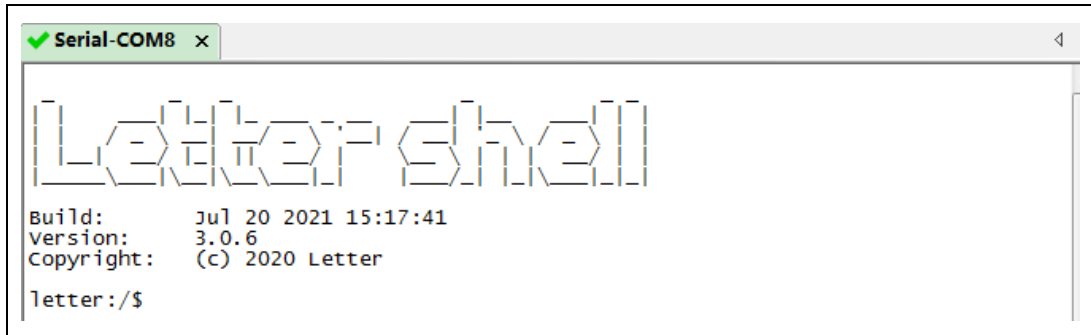 Serial-COM8 x
Letter shell
Build:       Jul 20 2021 15:17:41
Version:     3.0.6
Copyright:   (c) 2020 Letter
letter:/$